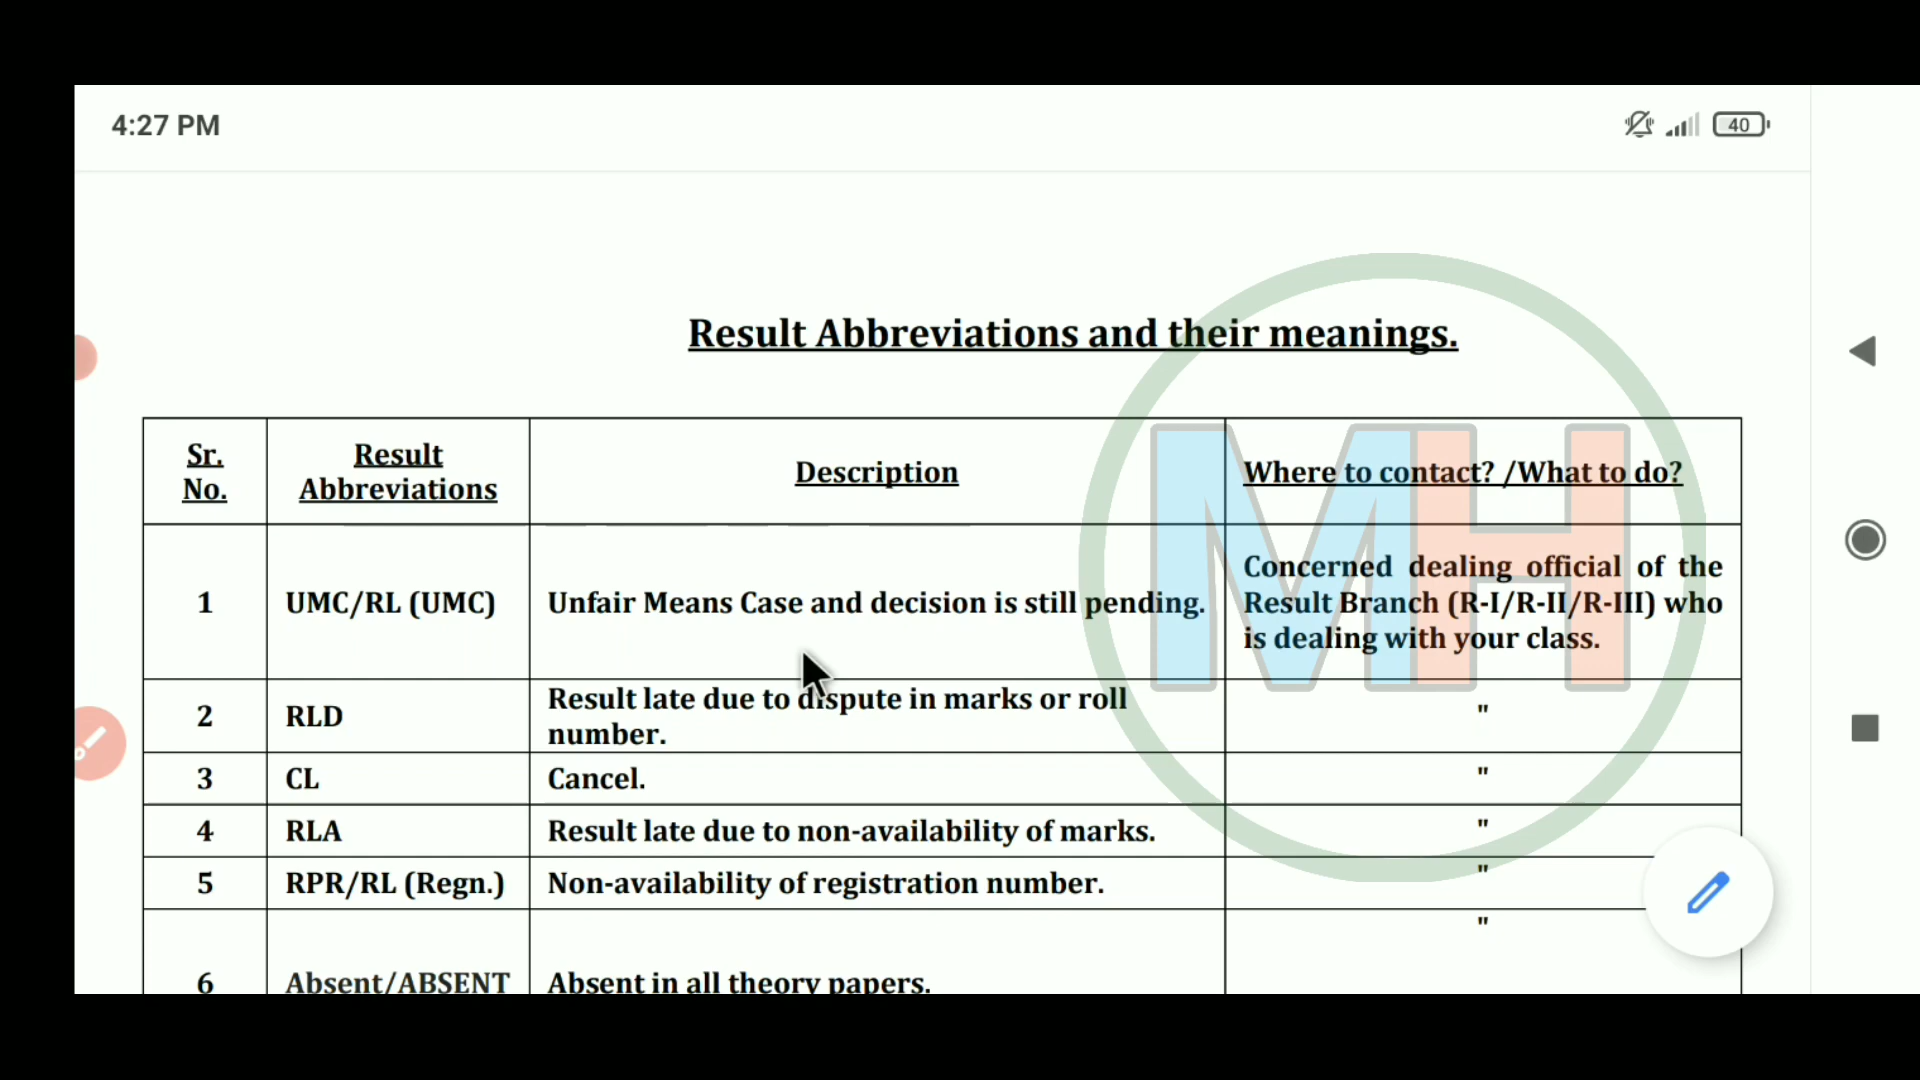 4:27 PM
40
Result Abbreviations and their meanings.
Sr. No.
Result Abbreviations
Description
Where to contact? /What to do?
1
UMC/RL (UMC)
Unfair Means Case and decision is still pending.
Concerned dealing official of the
Result Branch (R-I/R-II/R-III) who
is dealing with your class.
2
RLD
Result late due to dispute in marks or roll
number.
"
3
CL
Cancel.
"
4
RLA
Result late due to non-availability of marks.
"
5
RPR/RL (Regn.)
Non-availability of registration number.
"
6
Absent/ABSENT
Absent in all theory papers.
"
MH